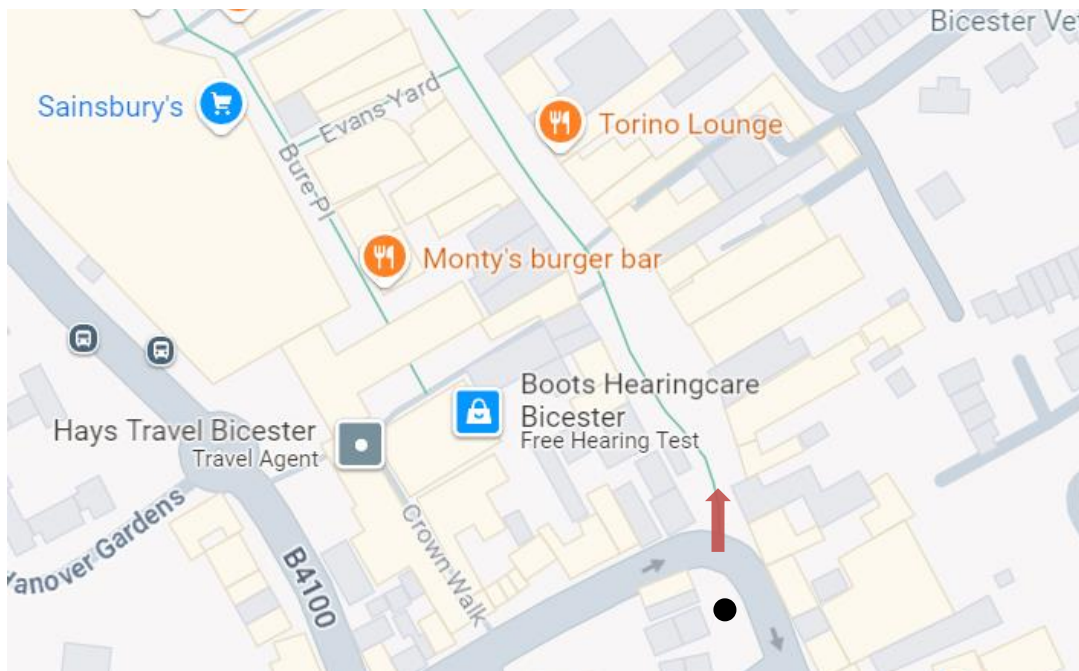 Bicester Ve
Sainsbury's
Evans Yard
Torino Lounge
Bure Pl
Monty's burger bar
Boots Hearingcare
Bicester
Free Hearing Test
Hays Travel Bicester
Travel Agent
Crown Walk
anover Gardens
B4100